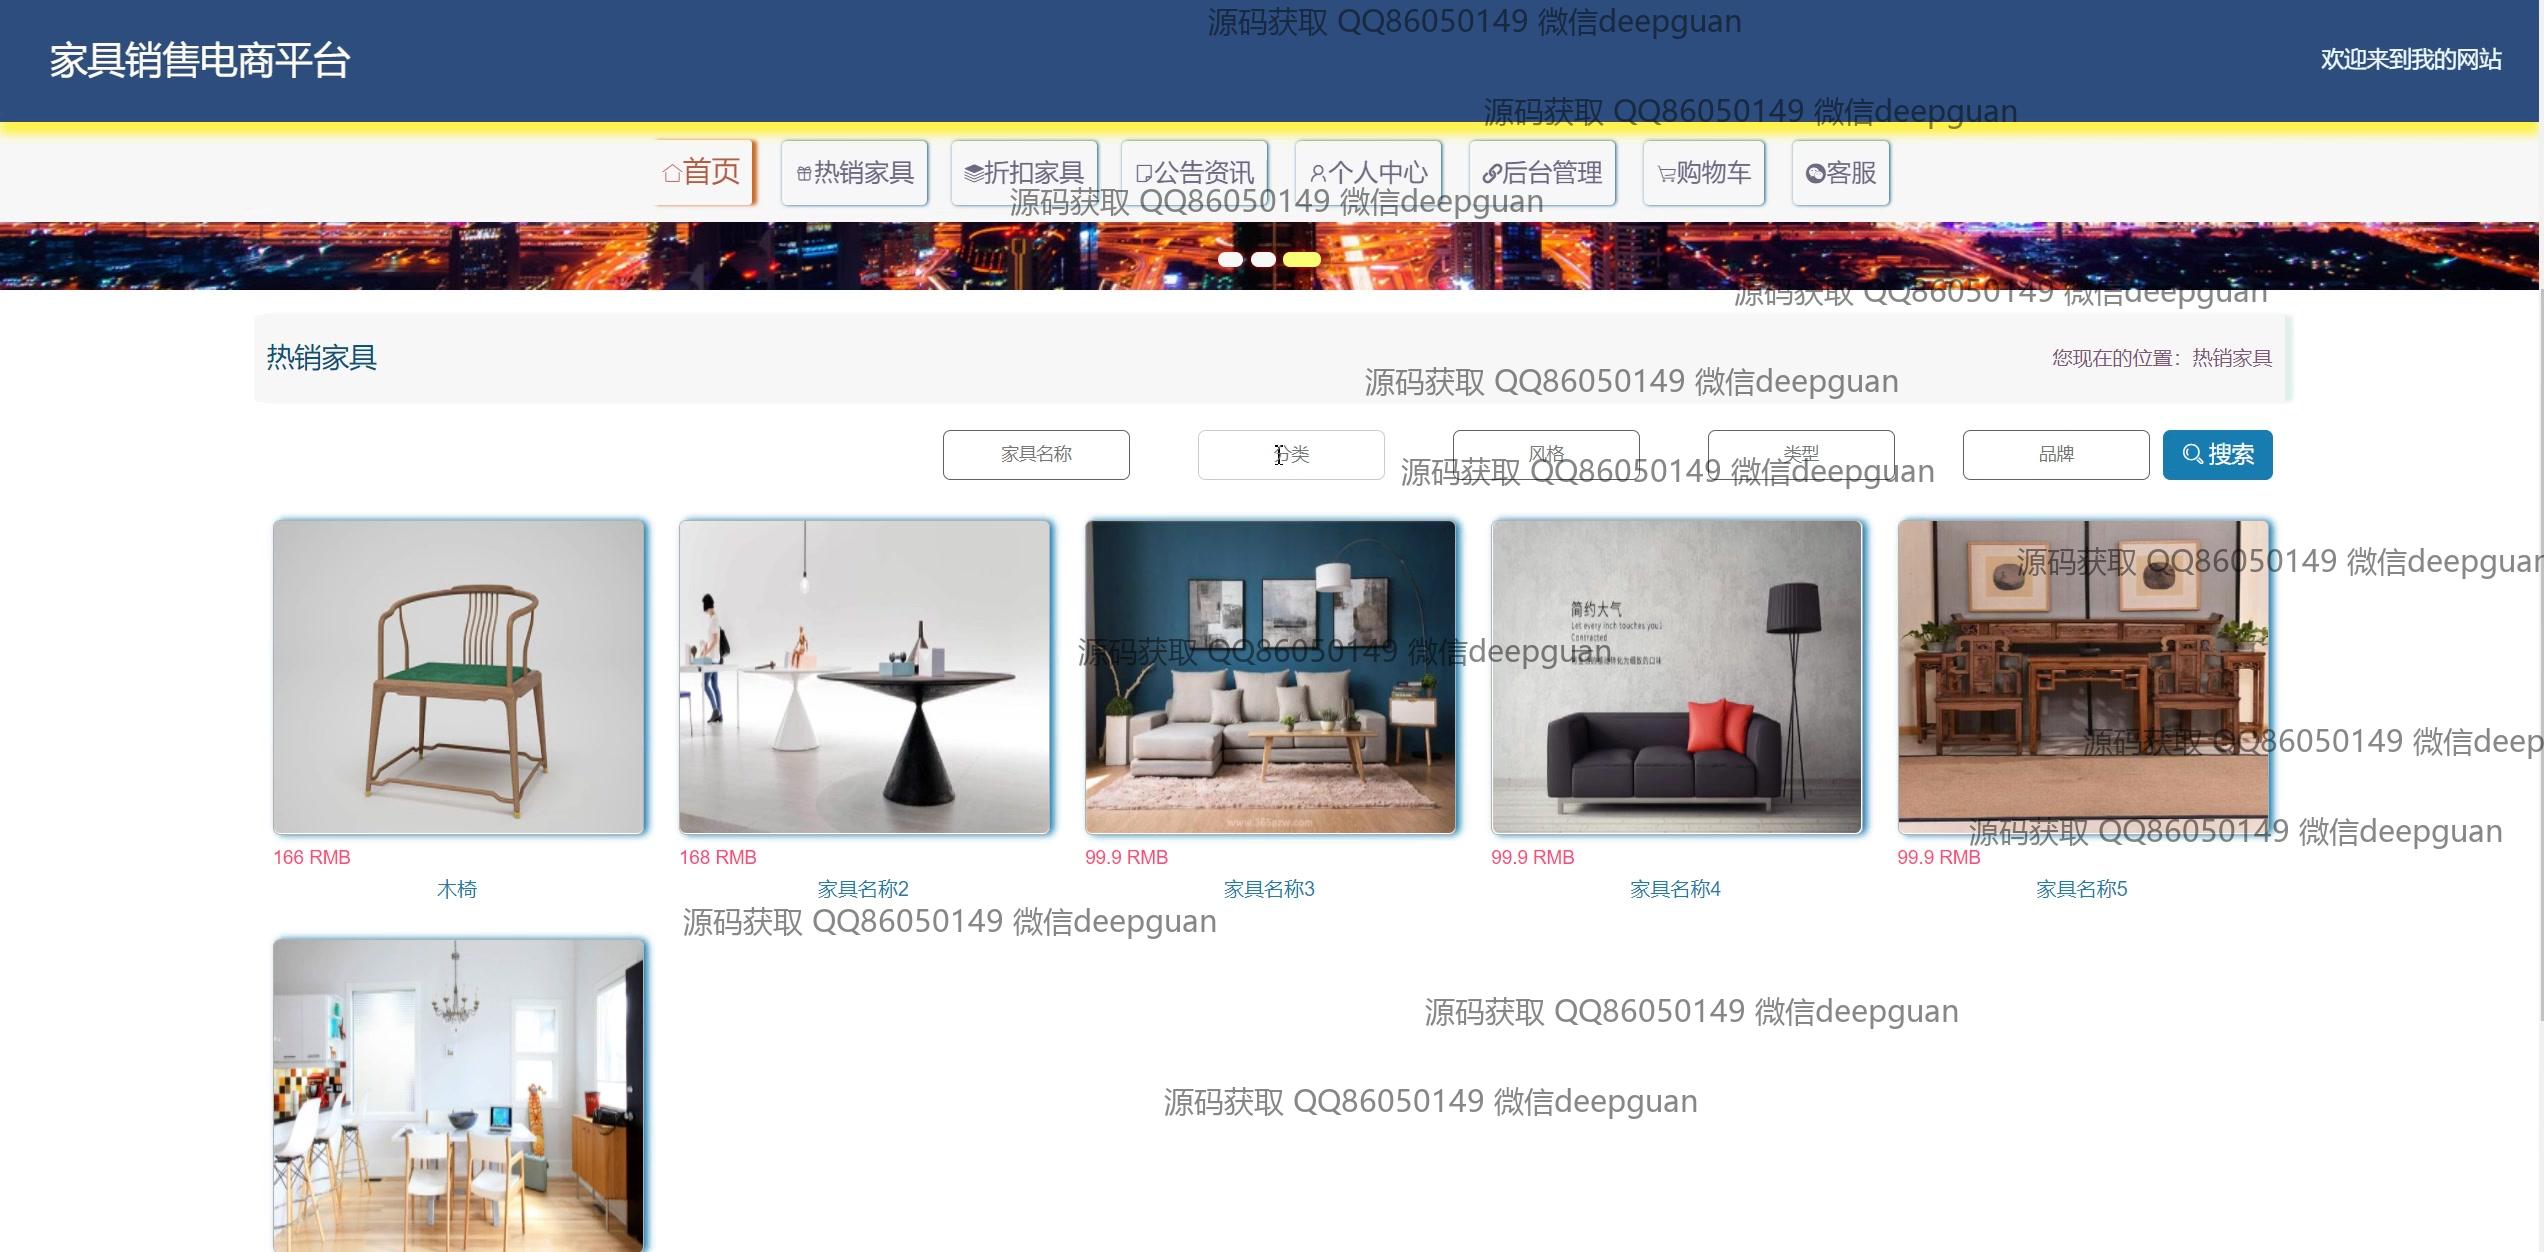 源码获取 QQ86050149 微信deepguan
家具销售电商平台
欢迎来到我的网站
源码获取 QQ86050149 微信deepguan
首页 热销家具 折扣家具 公告资讯 个人中心 后台管理 购物车 客服
源码获取 QQ86050149 微信deepguan
源码获取 QQ86050149 微信deepguan
热销家具
您现在的位置：热销家具
源码获取 QQ86050149 微信deepguan
家具名称 分类 风格 类型 品牌 搜索
源码获取 QQ86050149 微信deepguan
源码获取 QQ86050149 微信deepguan
简约大气
Let every inch touches you!
Contracted
源码获取 QQ86050149 微信deepguan
源码获取 QQ86050149 微信deep
www.365azw.com
源码获取 QQ86050149 微信deepguan
166 RMB 168 RMB 99.9 RMB 99.9 RMB 99.9 RMB
木椅 家具名称2 家具名称3 家具名称4 家具名称5
源码获取 QQ86050149 微信deepguan
源码获取 QQ86050149 微信deepguan
源码获取 QQ86050149 微信deepguan